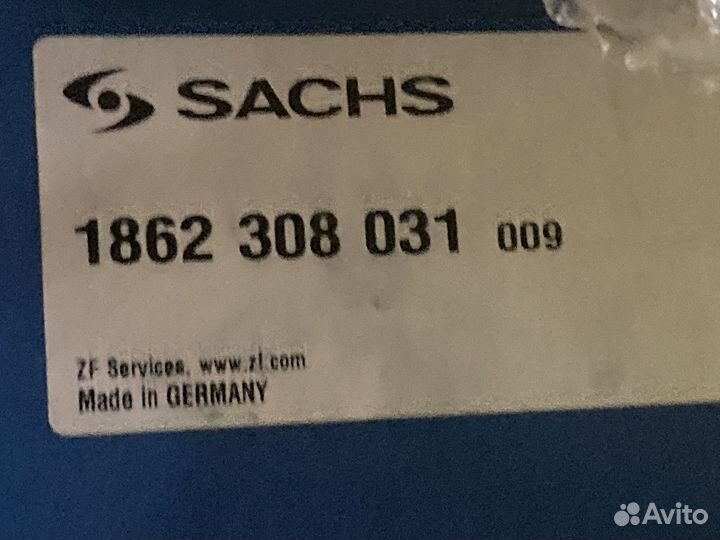 SACHS
1862 308 031 009
ZF Services, www.zf.com
Made in GERMANY
Avito